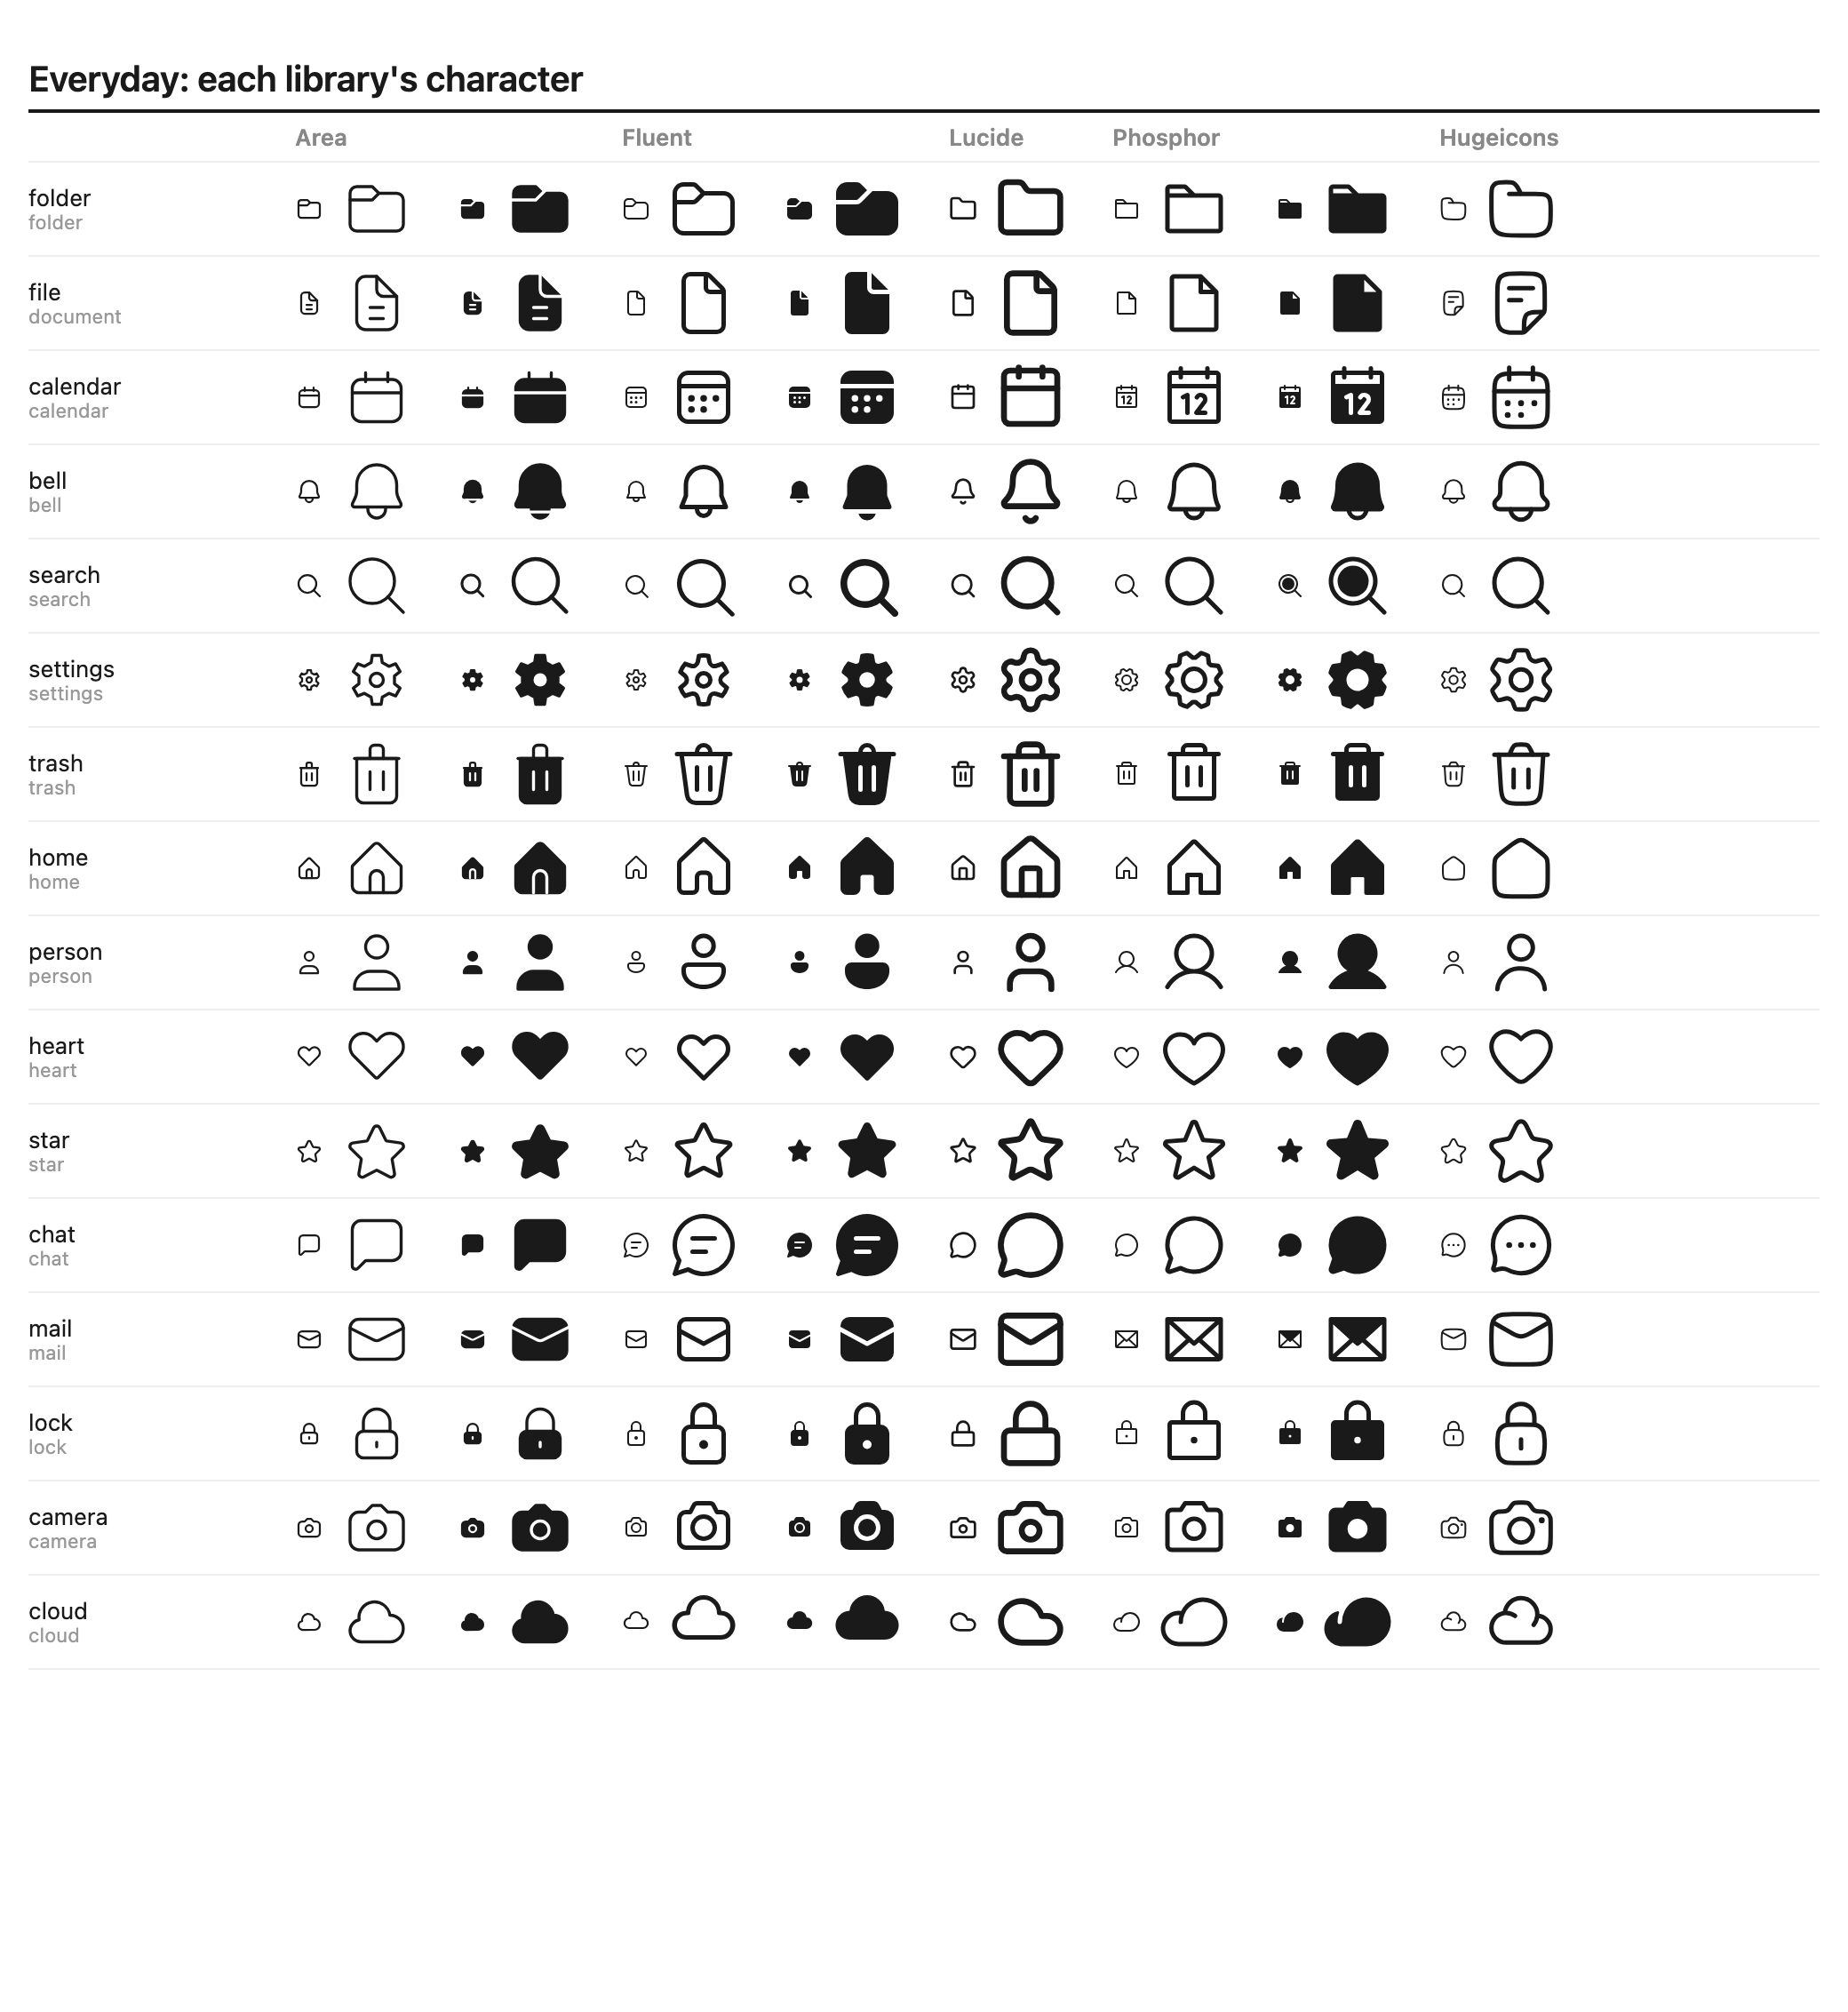 Everyday: each library's character
Area Fluent Lucide Phosphor Hugeicons
folder
folder
file
document
calendar
calendar
12 12 12 12
bell
bell
search
search
settings
settings
trash
trash
home
home
person
person
heart
heart
star
star
chat
chat
mail
mail
lock
lock
camera
camera
cloud
cloud